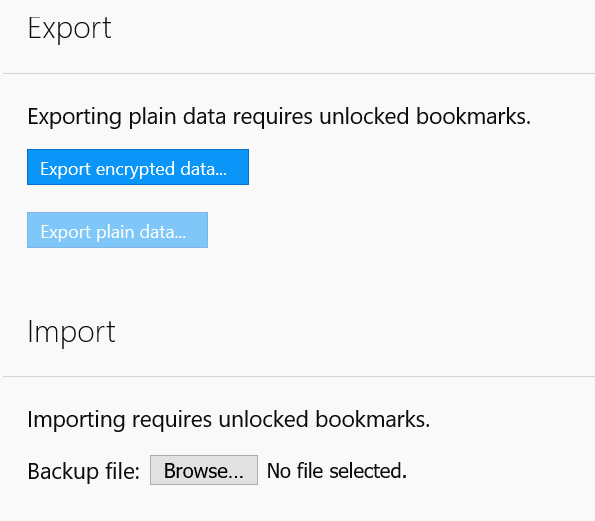 Export
Exporting plain data requires unlocked bookmarks.
Export encrypted data...
Export plain data...
Import
Importing requires unlocked bookmarks.
Backup file: Browse... No file selected.